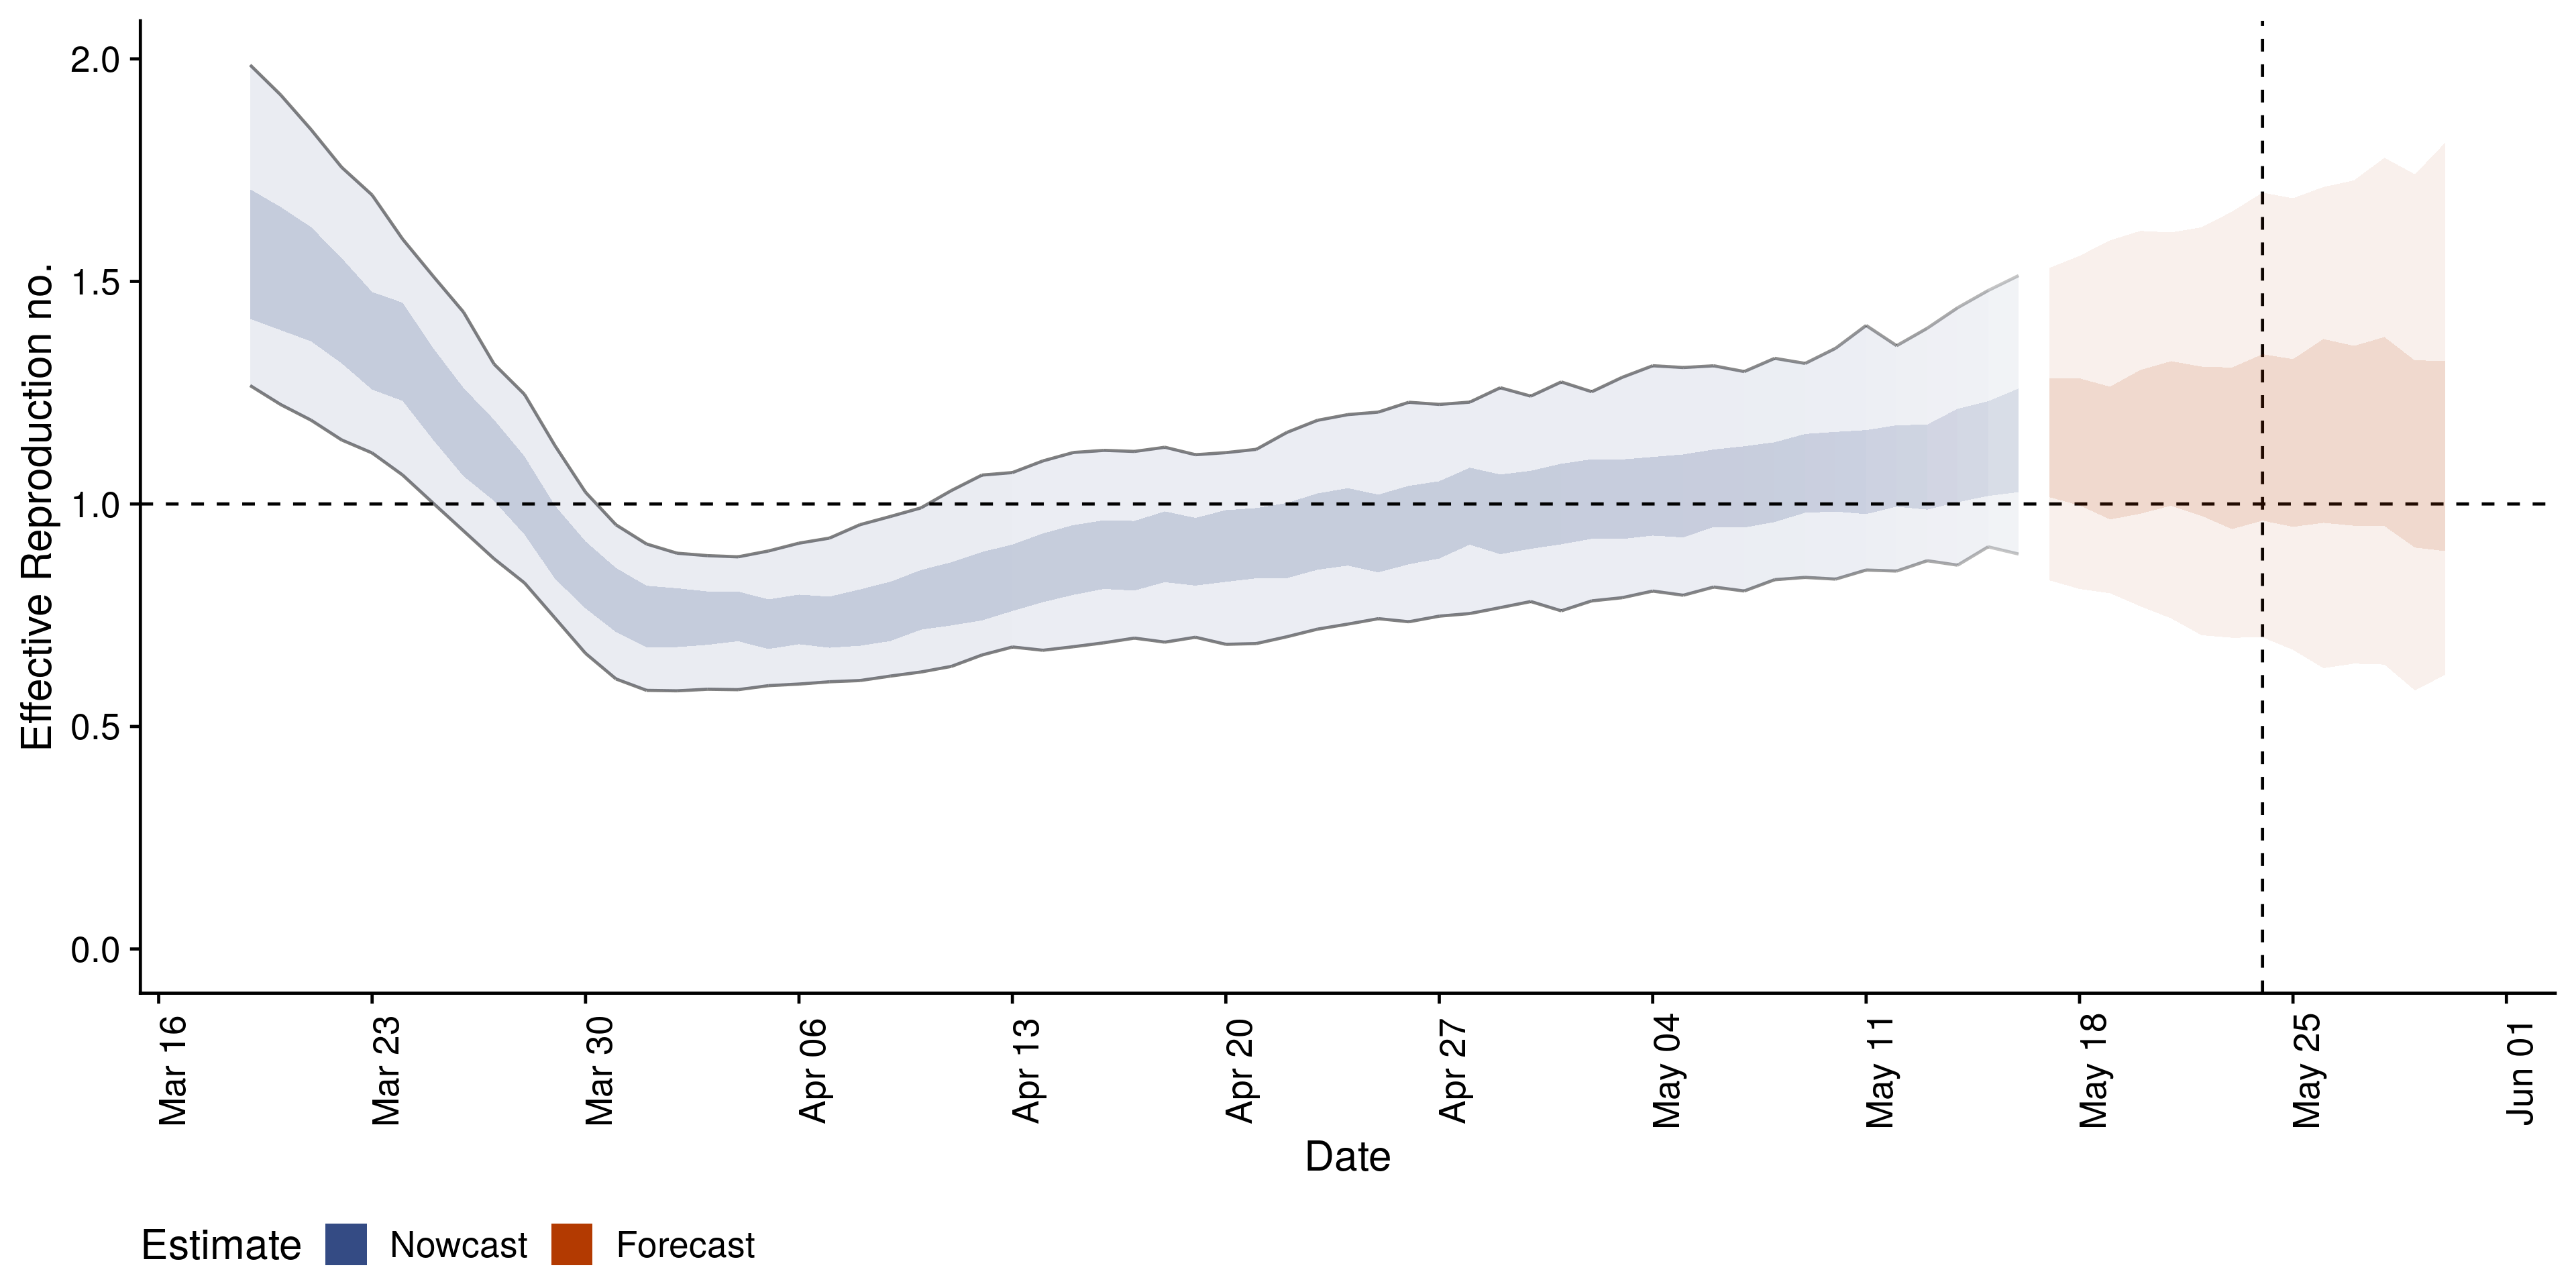 Effective Reproduction no.
2.0
1.5
1.0
0.5
0.0
Mar 16
Mar 23
Mar 30
Apr 06
Apr 13
Apr 20
Apr 27
May 04
May 11
May 18
May 25
Jun 01
Date
Estimate Nowcast Forecast